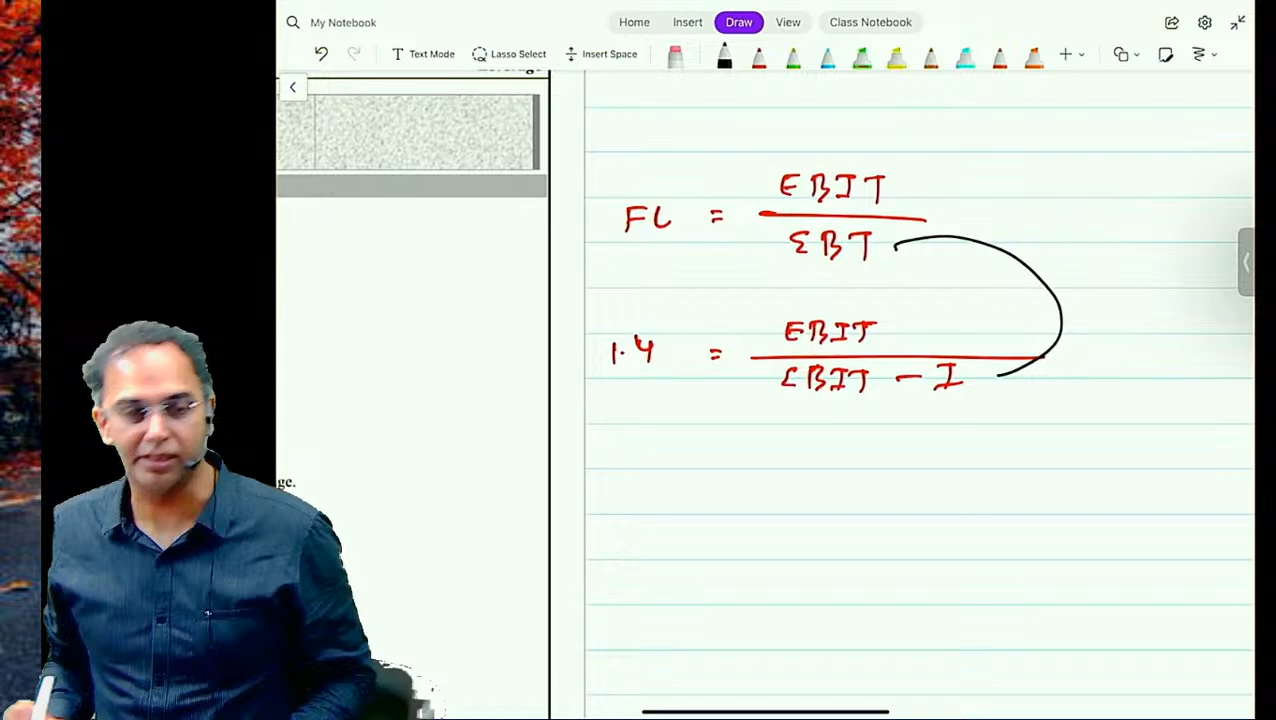 My Notebook
Home Insert Draw View Class Notebook
Text Mode Lasso Select Insert Space
FL = EBIT / EBT
1.4 = EBIT / EBIT - I
ge.